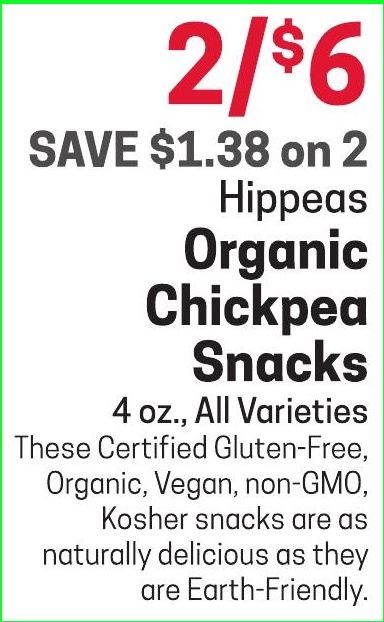 2/$6
SAVE $1.38 on 2
Hippeas
Organic
Chickpea
Snacks
4 oz., All Varieties
These Certified Gluten-Free,
Organic, Vegan, non-GMO,
Kosher snacks are as
naturally delicious as they
are Earth-Friendly.